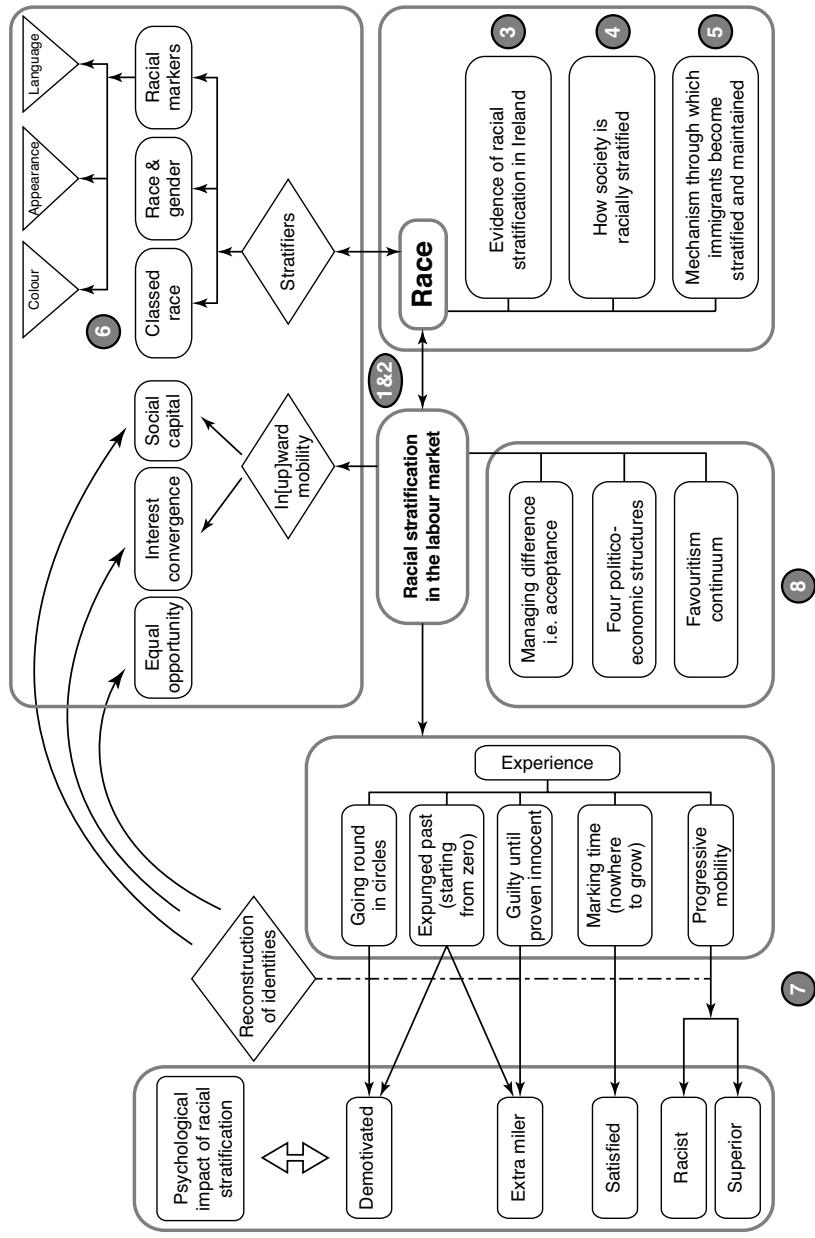 Psychological
impact of racial
stratification
Demotivated
Extra miler
Satisfied
Racist
Superior
Reconstruction
of identities
7
Going round
in circles
Expunged past
(starting
from zero)
Guilty until
proven innocent
Marking time
(nowhere
to grow)
Progressive
mobility
Experience
Equal
opportunity
Interest
convergence
Social
capital
In[up]ward
mobility
Racial stratification
in the labour market
Managing difference
i.e. acceptance
Four politico-
economic structures
Favouritism
continuum
8
1&2
6
Colour
Appearance
Language
Classed
race
Race &
gender
Racial
markers
Stratifiers
Race
Evidence of racial
stratification in Ireland
3
How society is
racially stratified
4
Mechanism through which
immigrants become
stratified and maintained
5